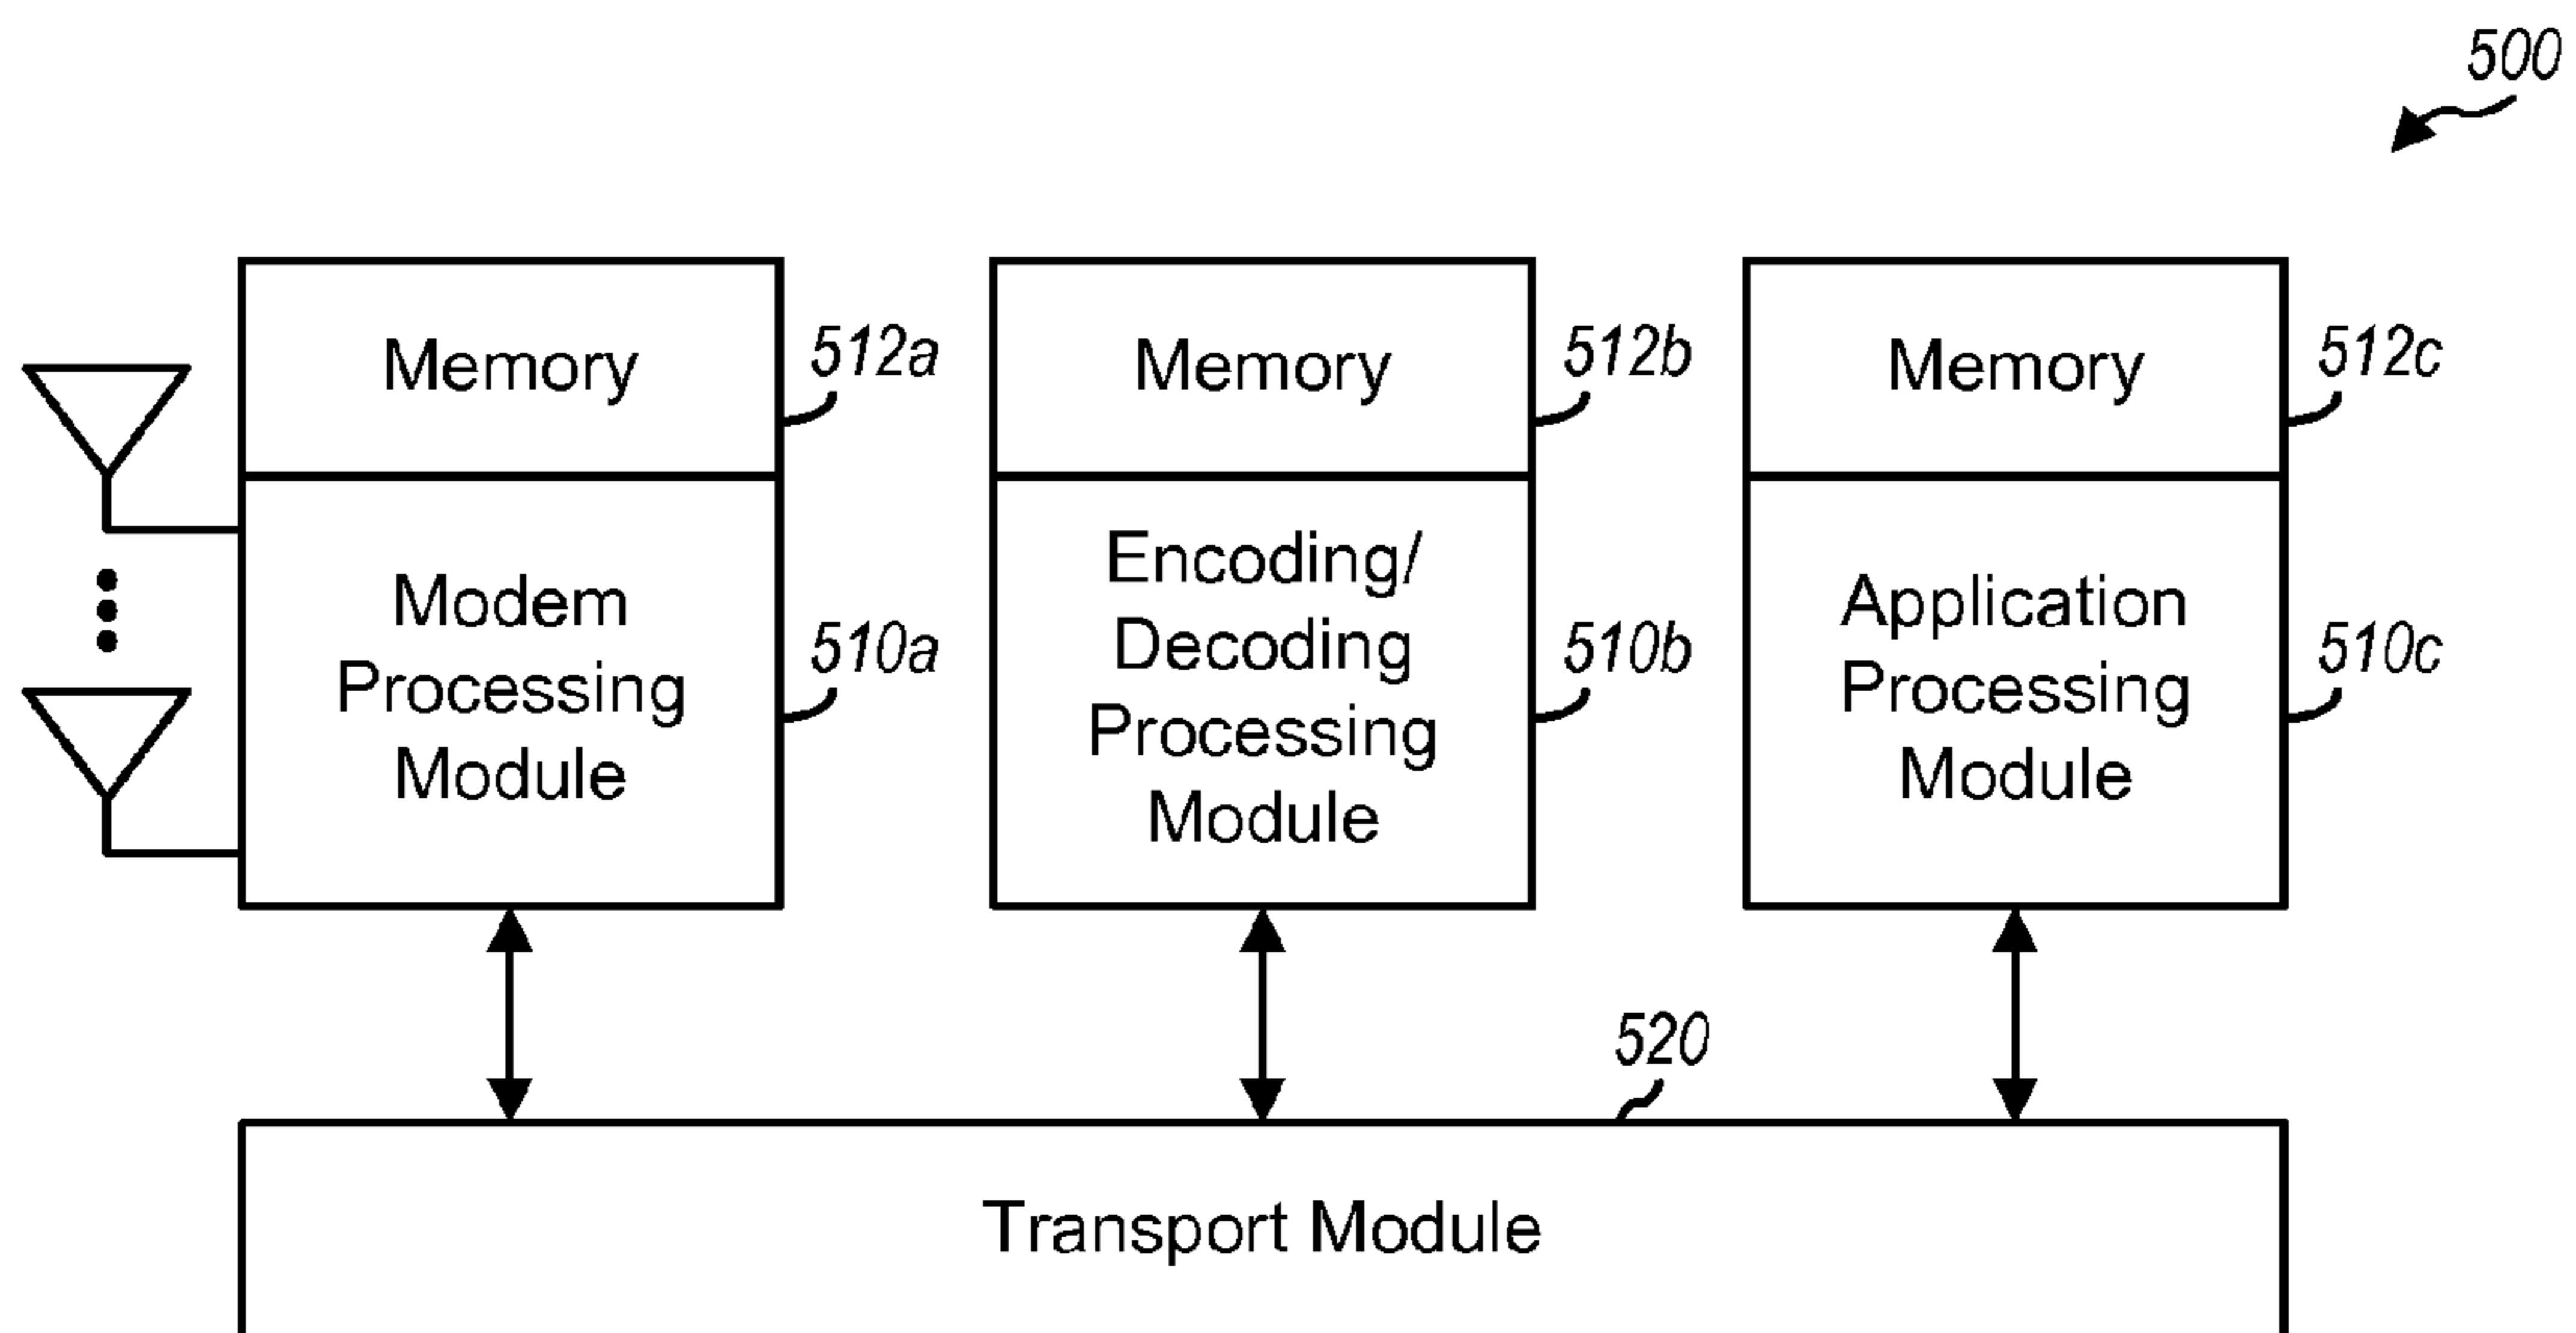 500
Memory
512a
Memory
512b
Memory
512c
Modem
Processing
Module
510a
Encoding/
Decoding
Processing
Module
510b
Application
Processing
Module
510c
520
Transport Module